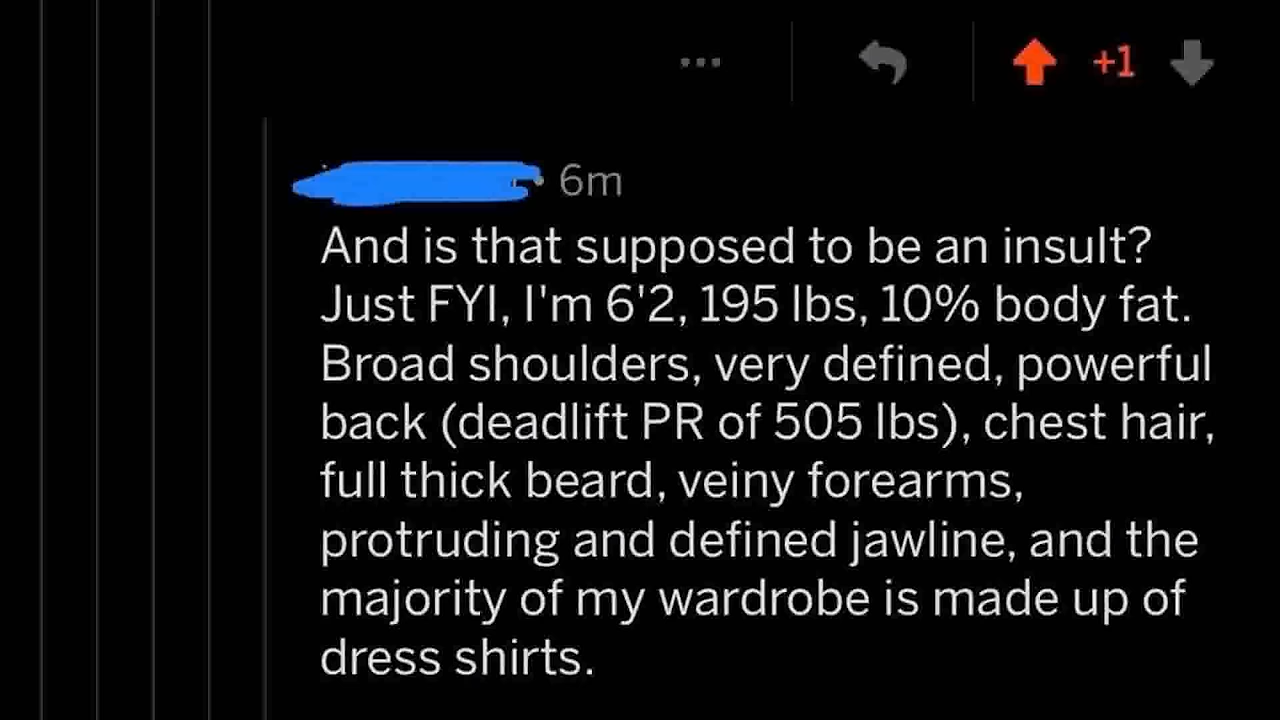 +1
6m
And is that supposed to be an insult?
Just FYI, I'm 6'2, 195 lbs, 10% body fat.
Broad shoulders, very defined, powerful
back (deadlift PR of 505 lbs), chest hair,
full thick beard, veiny forearms,
protruding and defined jawline, and the
majority of my wardrobe is made up of
dress shirts.